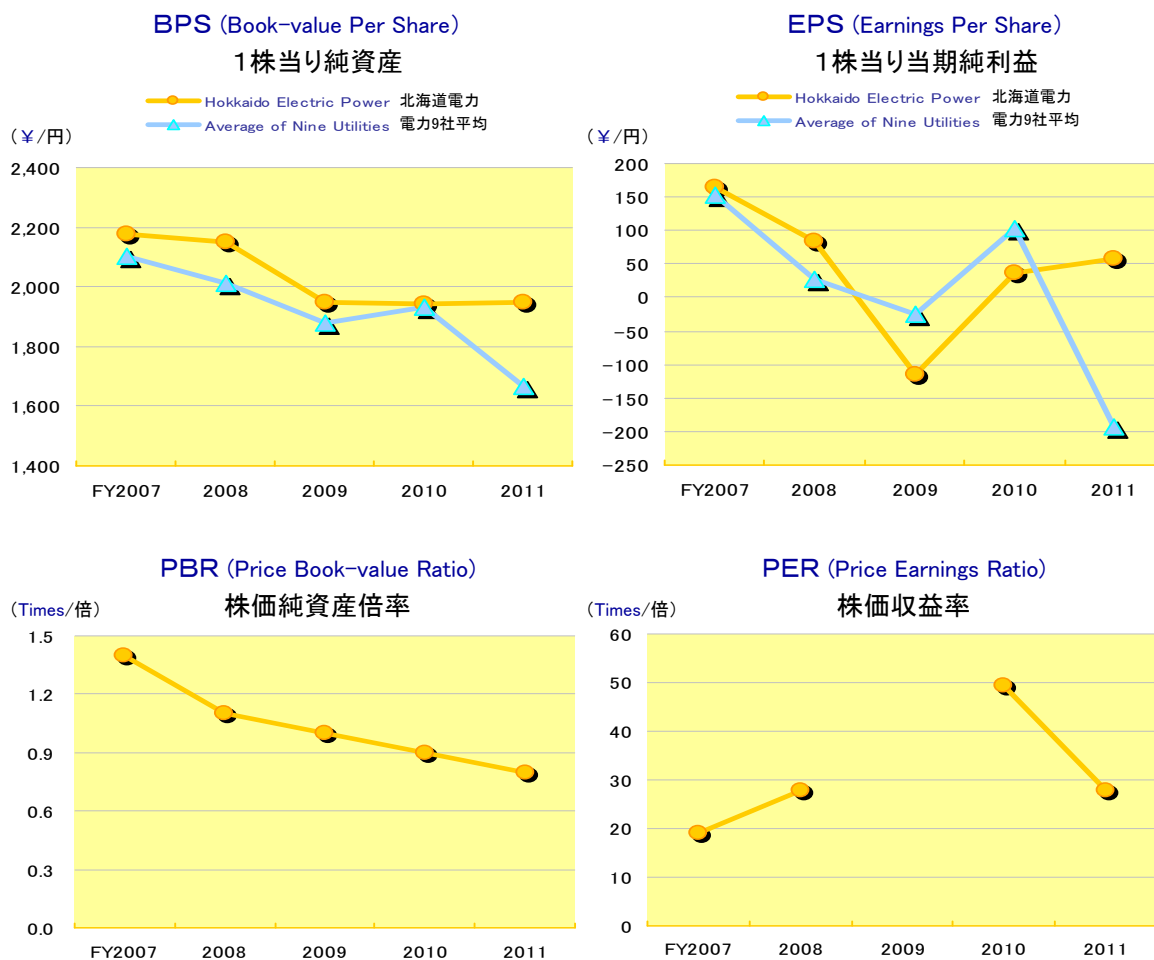 BPS (Book-value Per Share)
1株当り純資産
Hokkaido Electric Power 北海道電力
Average of Nine Utilities 電力9社平均
(¥/円)
2,400
2,200
2,000
1,800
1,600
1,400
FY2007 2008 2009 2010 2011
EPS (Earnings Per Share)
1株当り当期純利益
Hokkaido Electric Power 北海道電力
Average of Nine Utilities 電力9社平均
(¥/円)
200
150
100
50
0
-50
-100
-150
-200
-250
FY2007 2008 2009 2010 2011
PBR (Price Book-value Ratio)
(Times/倍) 株価純資産倍率
1.5
1.2
0.9
0.6
0.3
0.0
FY2007 2008 2009 2010 2011
PER (Price Earnings Ratio)
(Times/倍) 株価収益率
60
50
40
30
20
10
0
FY2007 2008 2009 2010 2011